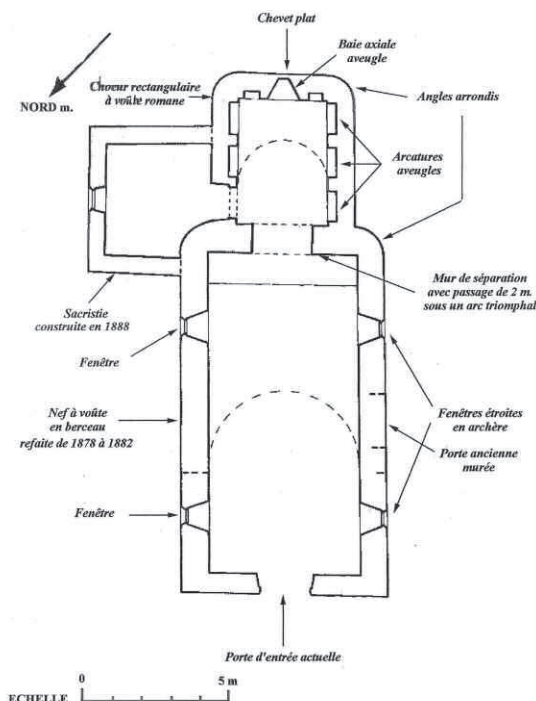 Chevet plat
Baie axiale
aveugle
Choeur rectangulaire
à voûte romane
NORD m.
Angles arrondis
Arcatures
aveugles
Mur de séparation
avec passage de 2 m.
sous un arc triomphal
Sacristie
construite en 1888
Fenêtre
Nef à voûte
en berceau
refaite de 1878 à 1882
Fenêtres étroites
en archère
Porte ancienne
murée
Fenêtre
Porte d'entrée actuelle
0 5 m
ECHELLE